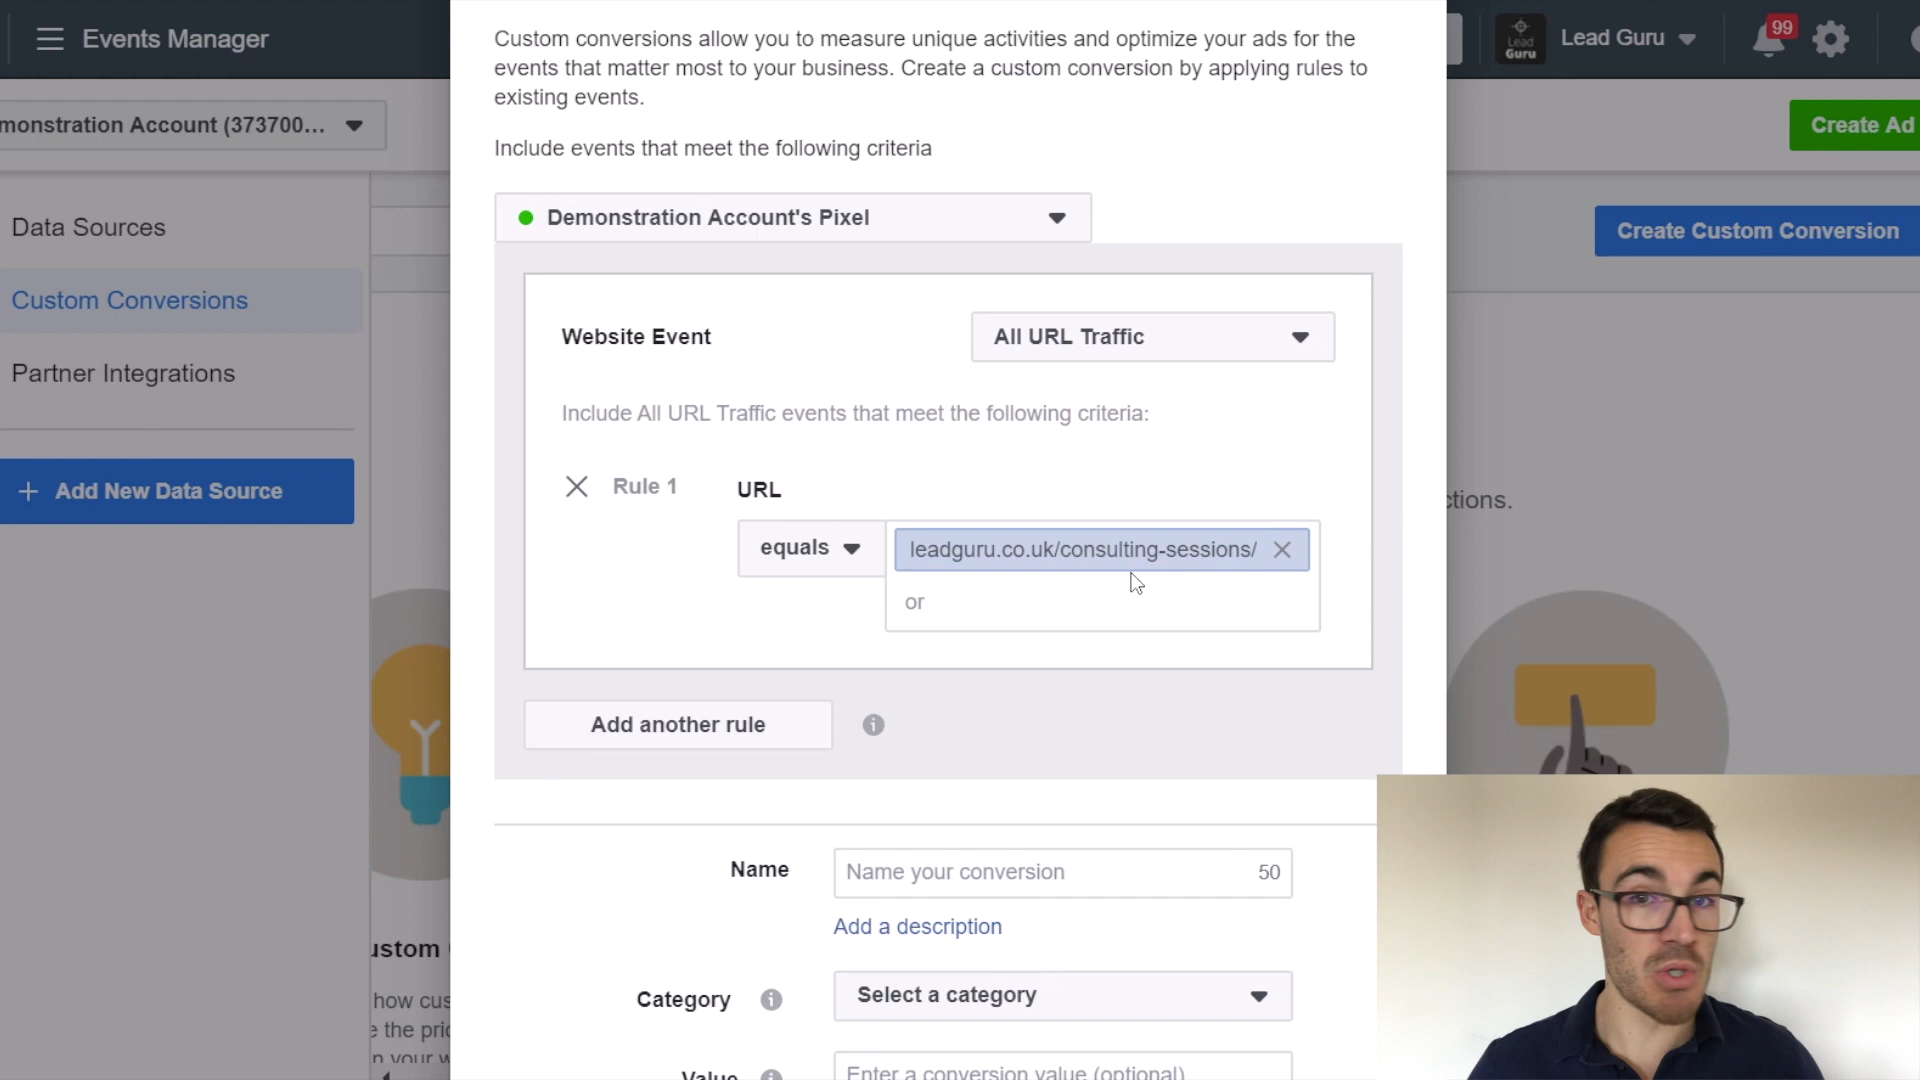 Events Manager
Lead Guru
Lead
Guru
99
monstration Account (373700...
Create Ad
Data Sources
Custom Conversions
Partner Integrations
+ Add New Data Source
Create Custom Conversion
ctions.
Custom conversions allow you to measure unique activities and optimize your ads for the
events that matter most to your business. Create a custom conversion by applying rules to
existing events.
Include events that meet the following criteria
Demonstration Account's Pixel
Website Event
All URL Traffic
Include All URL Traffic events that meet the following criteria:
Rule 1
URL
equals
leadguru.co.uk/consulting-sessions/
or
Add another rule
Name
Name your conversion
50
Add a description
Category
Select a category
Value
Enter a conversion value (optional)
ustom
how cus
e the pri
n your w